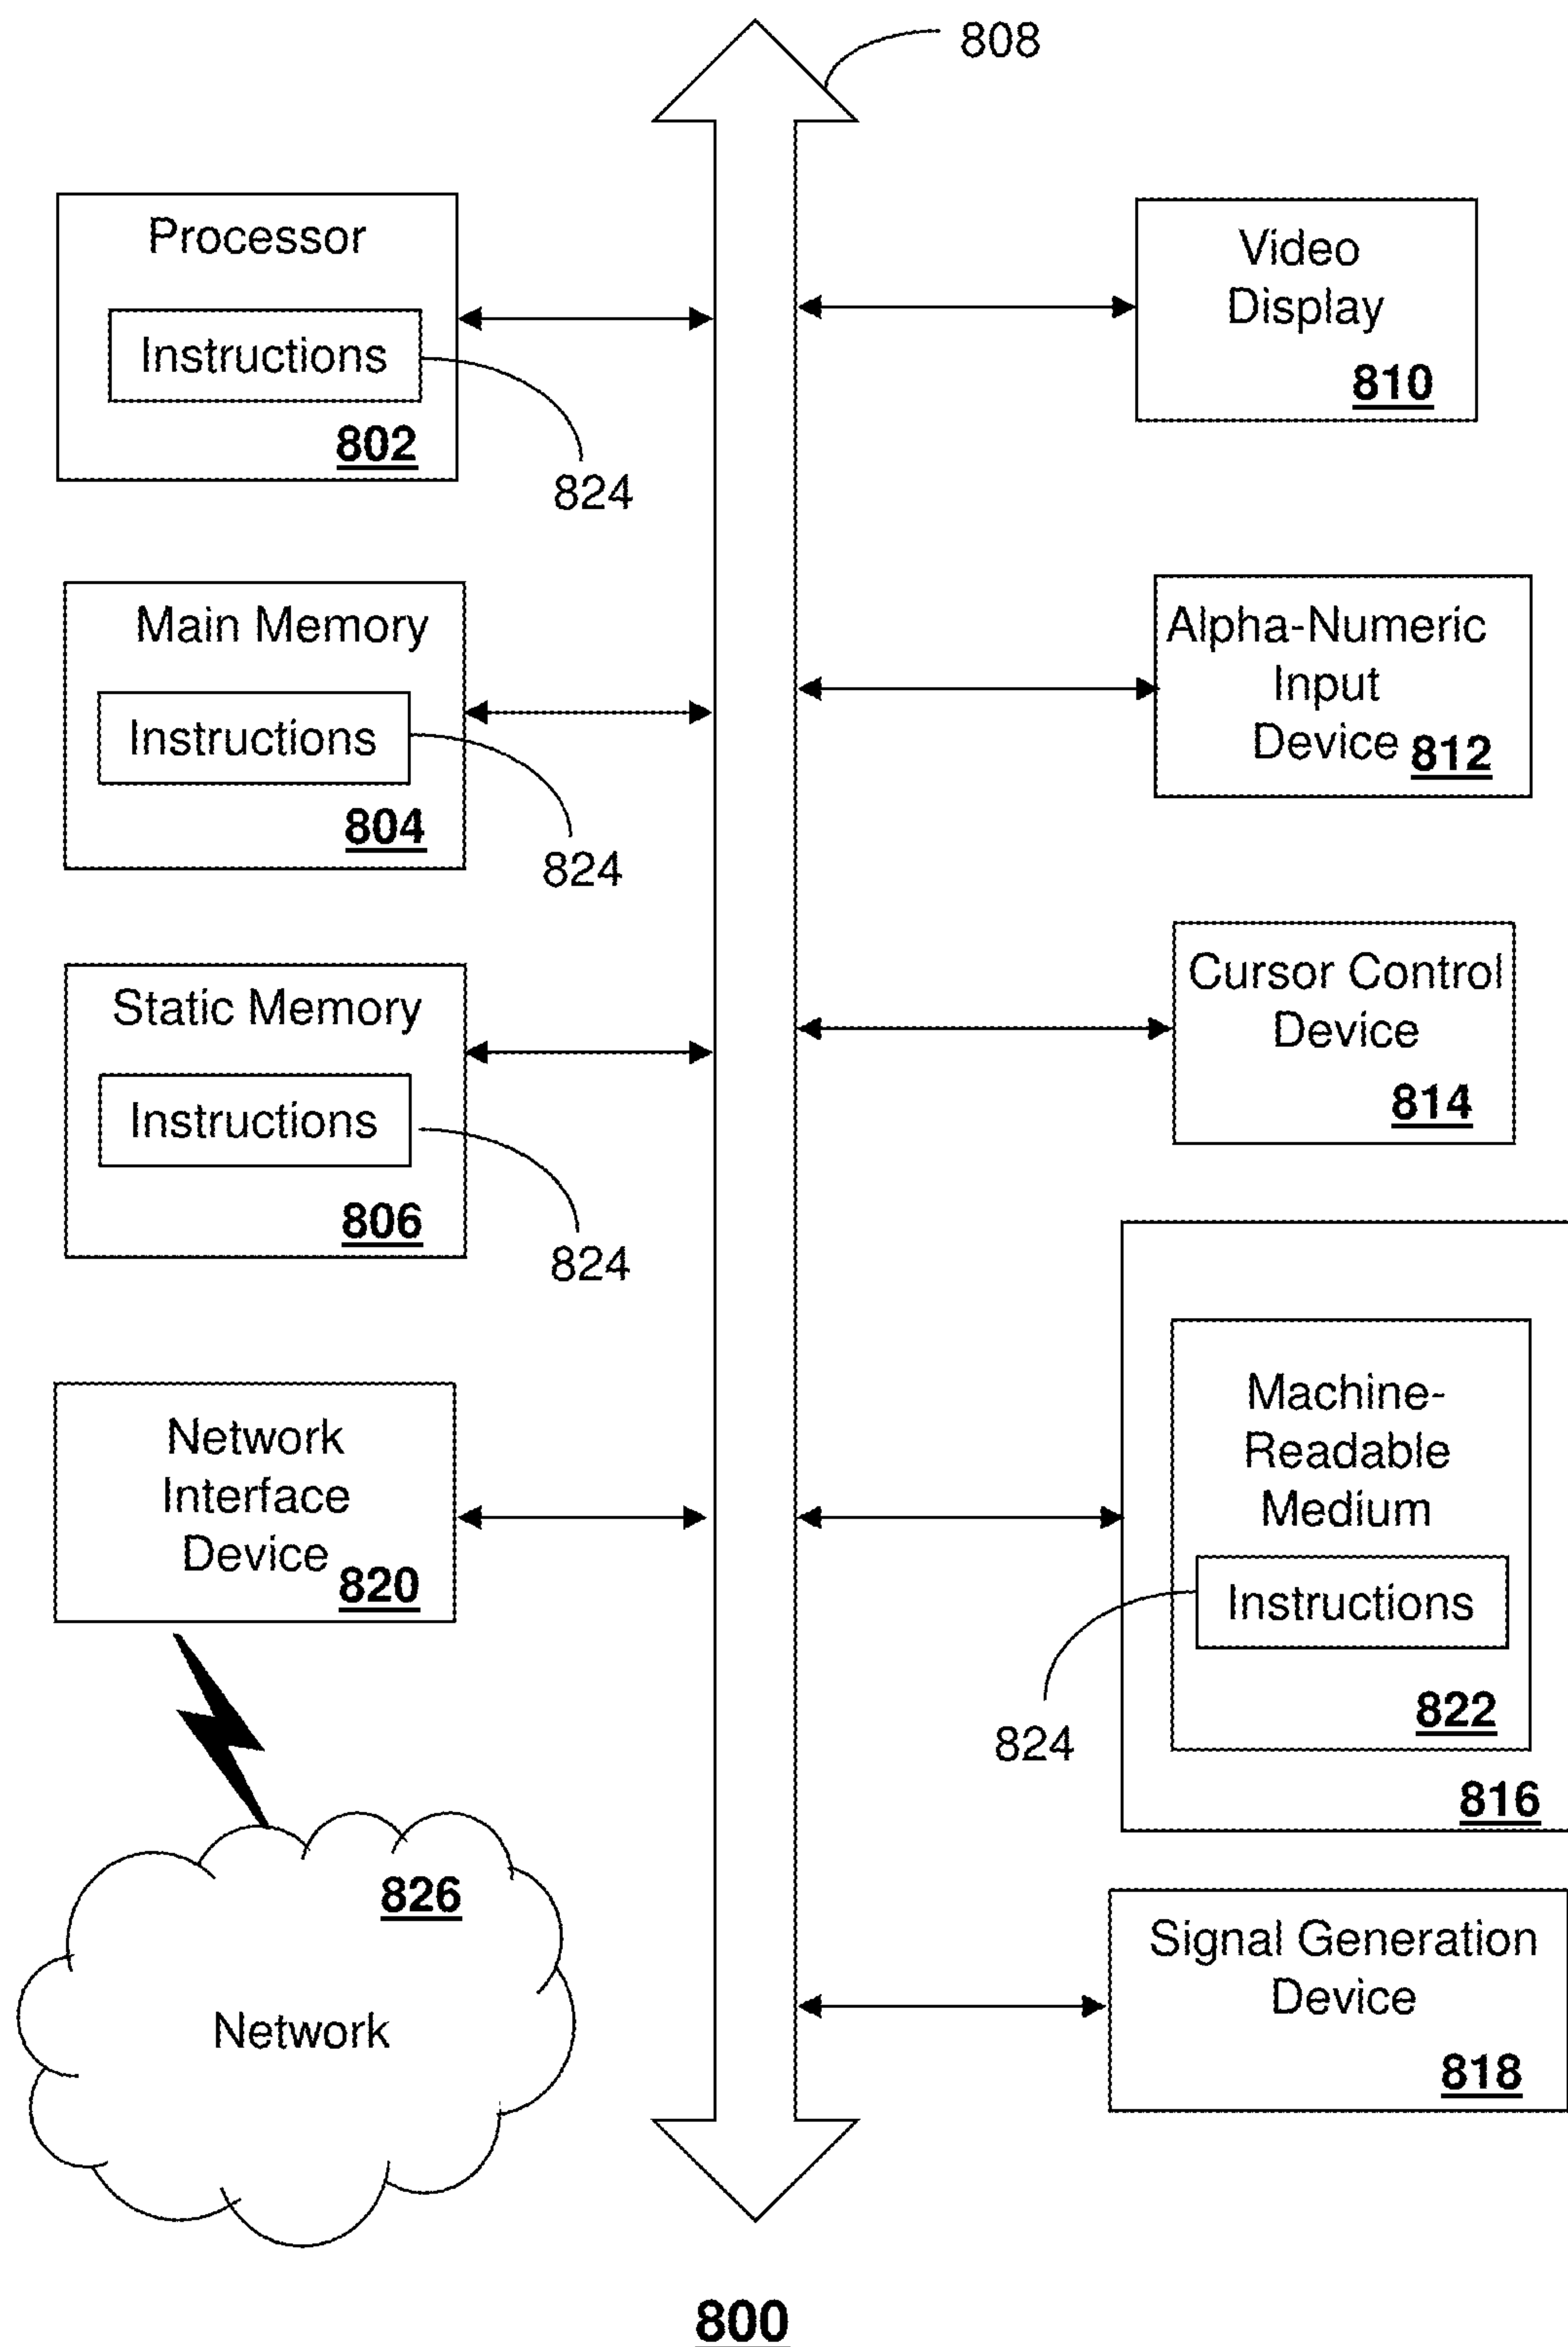 808
Processor
Instructions
802
824
Main Memory
Instructions
804
824
Static Memory
Instructions
806
824
Network
Interface
Device
820
826
Network
Video
Display
810
Alpha-Numeric
Input
Device 812
Cursor Control
Device
814
Machine-
Readable
Medium
Instructions
824
822
816
Signal Generation
Device
818
800